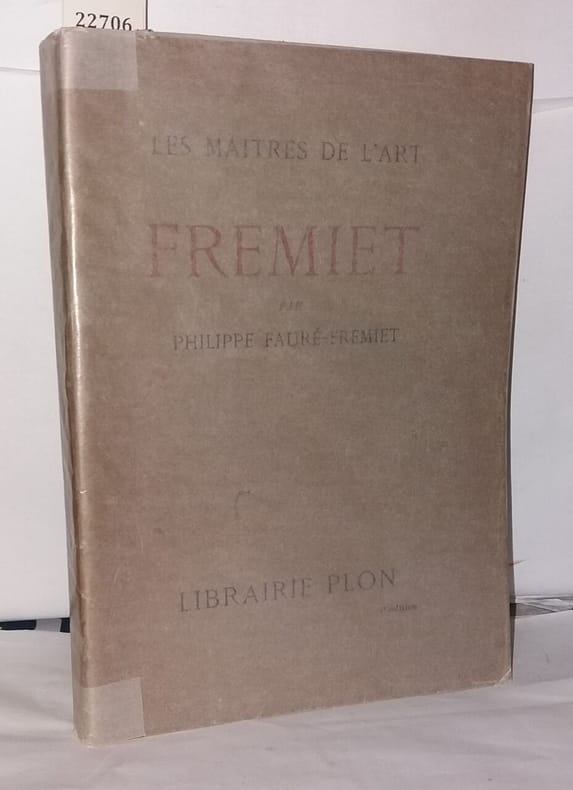 22706
LES MAITRES DE L'ART
FREMIET
PAR
PHILIPPE FAURÉ-FREMIET
LIBRAIRIE PLON